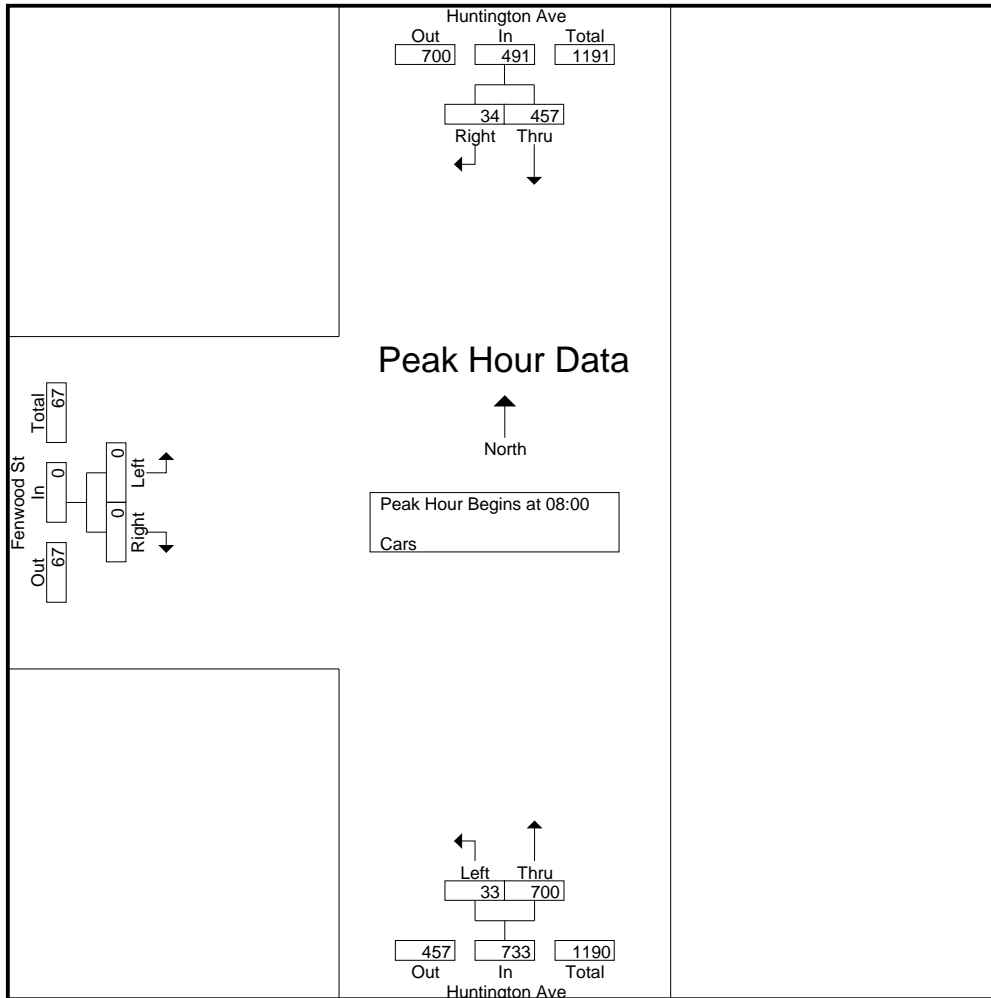 Huntington Ave
Out In Total
700 491 1191
34 457
Right Thru
Peak Hour Data
North
Peak Hour Begins at 08:00
Cars
Fenwood St
Out In Total
67 0 67
Right Left
0 0
Left Thru
33 700
457 733 1190
Out In Total
Huntington Ave